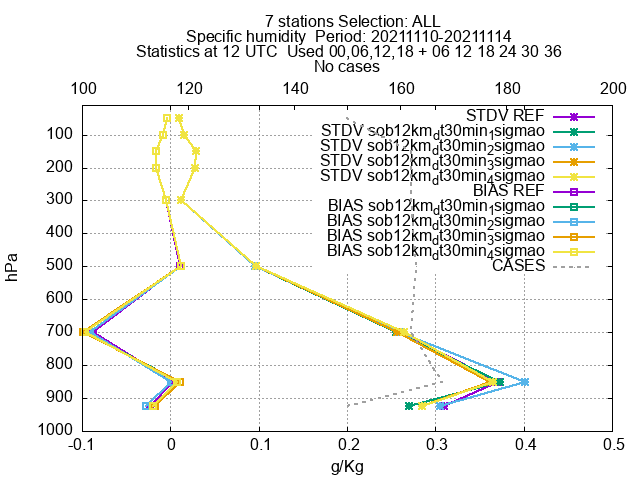 7 stations Selection: ALL
Specific humidity  Period: 20211110-20211114
Statistics at 12 UTC  Used 00,06,12,18 + 06 12 18 24 30 36
No cases
100 120 140 160 180 200
STDV REF
STDV sob12km_dt30min_1sigmao
STDV sob12km_dt30min_2sigmao
STDV sob12km_dt30min_3sigmao
STDV sob12km_dt30min_4sigmao
BIAS REF
BIAS sob12km_dt30min_1sigmao
BIAS sob12km_dt30min_2sigmao
BIAS sob12km_dt30min_3sigmao
BIAS sob12km_dt30min_4sigmao
CASES
hPa
100
200
300
400
500
600
700
800
900
1000
-0.1 0 0.1 0.2 0.3 0.4 0.5
g/Kg